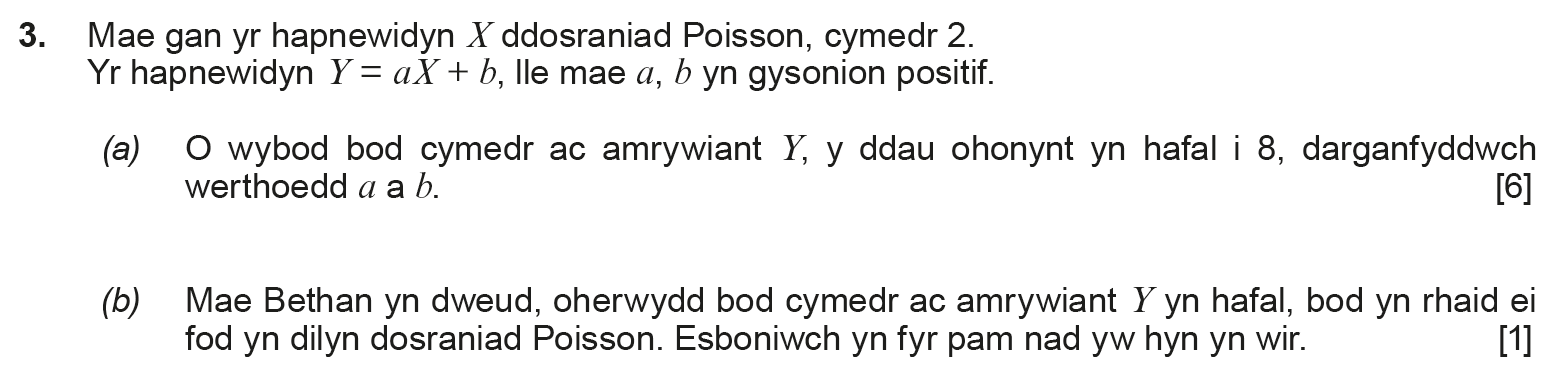 3. Mae gan yr hapnewidyn X ddosraniad Poisson, cymedr 2.
Yr hapnewidyn Y = aX + b, lle mae a, b yn gysonion positif.
(a) O wybod bod cymedr ac amrywiant Y, y ddau ohonynt yn hafal i 8, darganfyddwch
werthoedd a a b. [6]
(b) Mae Bethan yn dweud, oherwydd bod cymedr ac amrywiant Y yn hafal, bod yn rhaid ei
fod yn dilyn dosraniad Poisson. Esboniwch yn fyr pam nad yw hyn yn wir. [1]